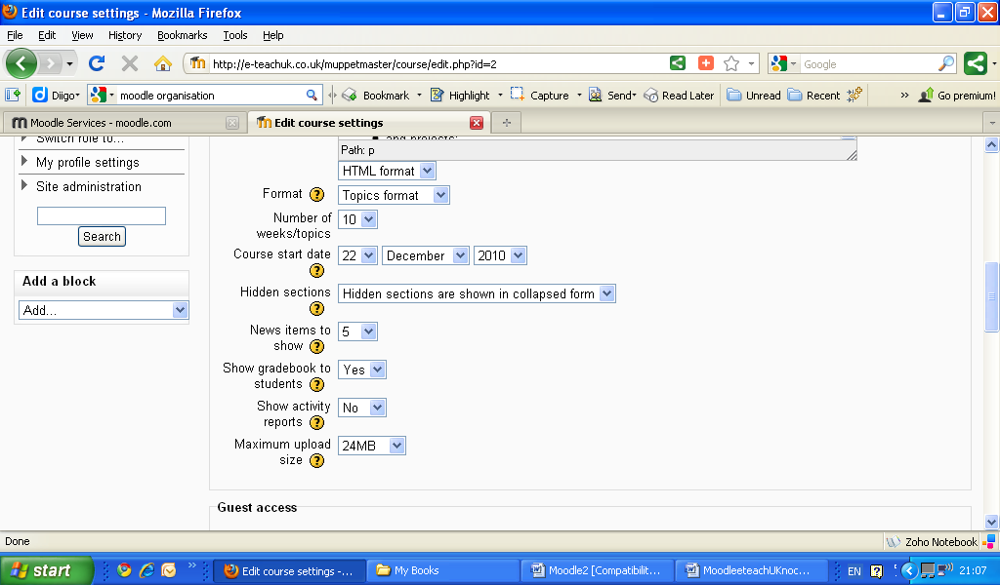 Edit course settings - Mozilla Firefox
File Edit View History Bookmarks Tools Help
http://e-teachuk.co.uk/muppetmaster/course/edit.php?id=2 Google
Diigo moodle organisation Bookmark Highlight Capture Send Read Later Unread Recent » Go premium!
Moodle Services - moodle.com Edit course settings
Switch role to...
and projects;
Path: p
My profile settings
HTML format
Site administration
Format Topics format
Number of weeks/topics 10
Search
Course start date 22 December 2010
Add a block
Hidden sections Hidden sections are shown in collapsed form
Add...
News items to show 5
Show gradebook to students Yes
Show activity reports No
Maximum upload size 24MB
Guest access
Done Zoho Notebook
start » Edit course settings -... My Books Moodle2 [Compatibilit... MoodleeteachUKnoc... EN 21:07